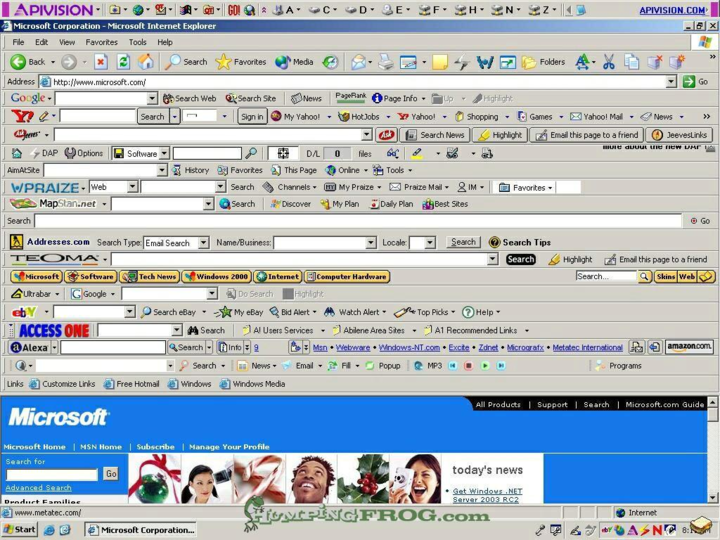 APIVISION A C D E F H N Z APIVISION.COM
Microsoft Corporation - Microsoft Internet Explorer
File Edit View Favorites Tools Help
Back Search Favorites Media Folders
Address http://www.microsoft.com/ Go
Google Search Web Search Site News PageRank Page Info Up Highlight
Y! Search Sign in My Yahoo! HotJobs Yahoo! Shopping Games Yahoo! Mail News »
Ask Jeeves Search News Highlight Email this page to a friend JeevesLinks
DAP Options Software D/L 0 files more about the new DAP
AimAtSite History Favorites This Page Online Tools
WPRAIZE Web Search Channels My Praize Praize Mail IM Favorites
MapStan.net Search Discover My Plan Daily Plan Best Sites
Search Go
Addresses.com Search Type: Email Search Name/Business: Locale: Search Search Tips
TEOMA Search Highlight Email this page to a friend
Microsoft Software Tech News Windows 2000 Internet Computer Hardware Search... Skins Web
Ultrabar Google Do Search Highlight
ebY Search eBay My eBay Bid Alert Watch Alert Top Picks Help
ACCESS ONE Search A! Users Services Abilene Area Sites A1 Recommended Links
Alexa Search Info 9 Msn • Webware • Windows-NT.com • Excite • Zdnet • Micrografx • Metatec International amazon.com
Search News Email Fill Popup MP3 Programs
Links Customize Links Free Hotmail Windows Windows Media
All Products | Support | Search | Microsoft.com Guide
Microsoft
Microsoft Home | MSN Home | Subscribe | Manage Your Profile
Search for
Go
Advanced Search
Product Families
today's news
• Get Windows .NET
Server 2003 RC2
www.metatec.com/ Internet
HUMPINGFROG.com
Start Microsoft Corporation...